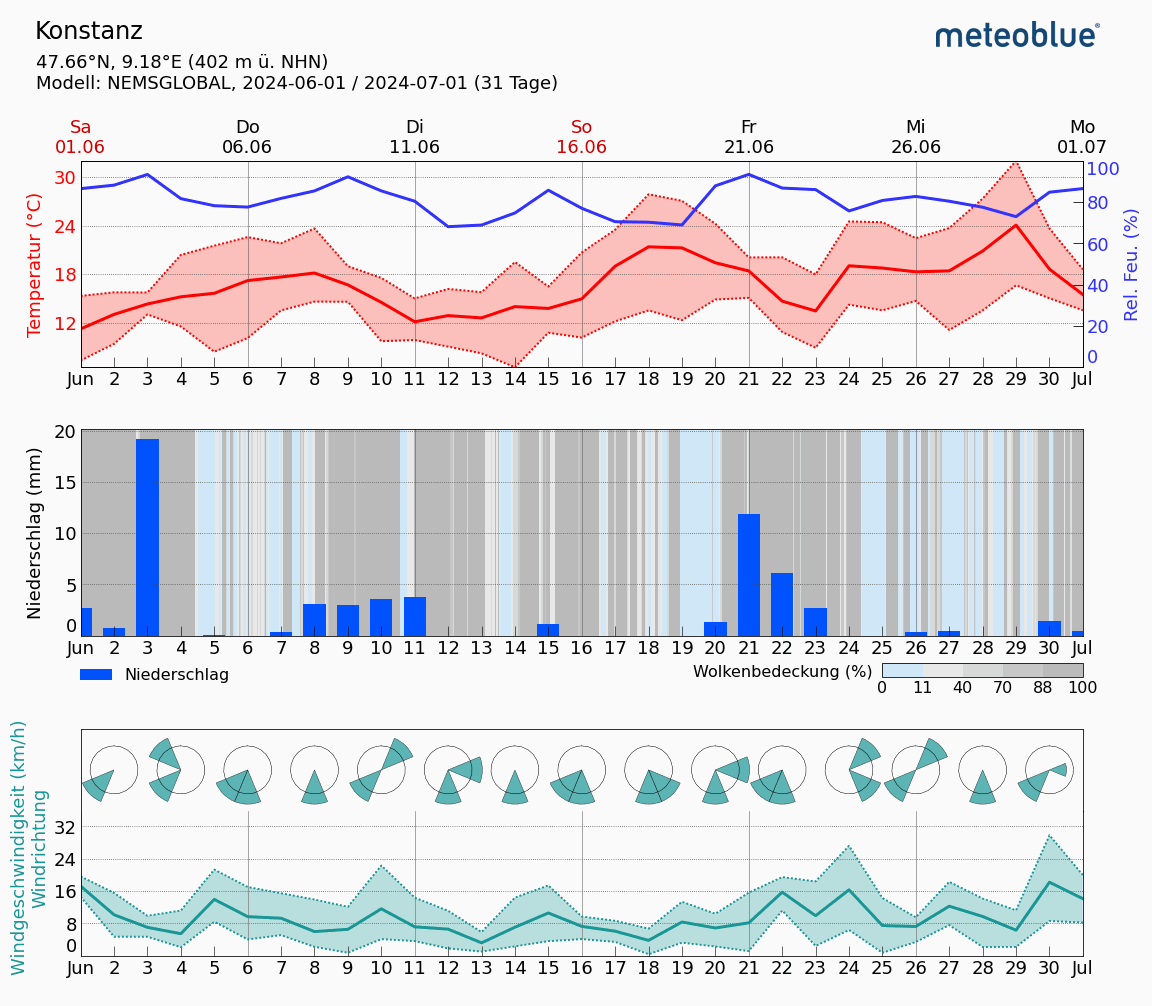 Konstanz
meteoblue®
47.66°N, 9.18°E (402 m ü. NHN)
Modell: NEMSGLOBAL, 2024-06-01 / 2024-07-01 (31 Tage)
Sa Do Di So Fr Mi Mo
01.06 06.06 11.06 16.06 21.06 26.06 01.07
Temperatur (°C)
30
24
18
12
100
80
60
40
20
0
Rel. Feu. (%)
Jun 2 3 4 5 6 7 8 9 10 11 12 13 14 15 16 17 18 19 20 21 22 23 24 25 26 27 28 29 30 Jul
Niederschlag (mm)
20
15
10
5
0
Jun 2 3 4 5 6 7 8 9 10 11 12 13 14 15 16 17 18 19 20 21 22 23 24 25 26 27 28 29 30 Jul
Niederschlag
Wolkenbedeckung (%)
0 11 40 70 88 100
Windgeschwindigkeit (km/h)
Windrichtung
32
24
16
8
0
Jun 2 3 4 5 6 7 8 9 10 11 12 13 14 15 16 17 18 19 20 21 22 23 24 25 26 27 28 29 30 Jul